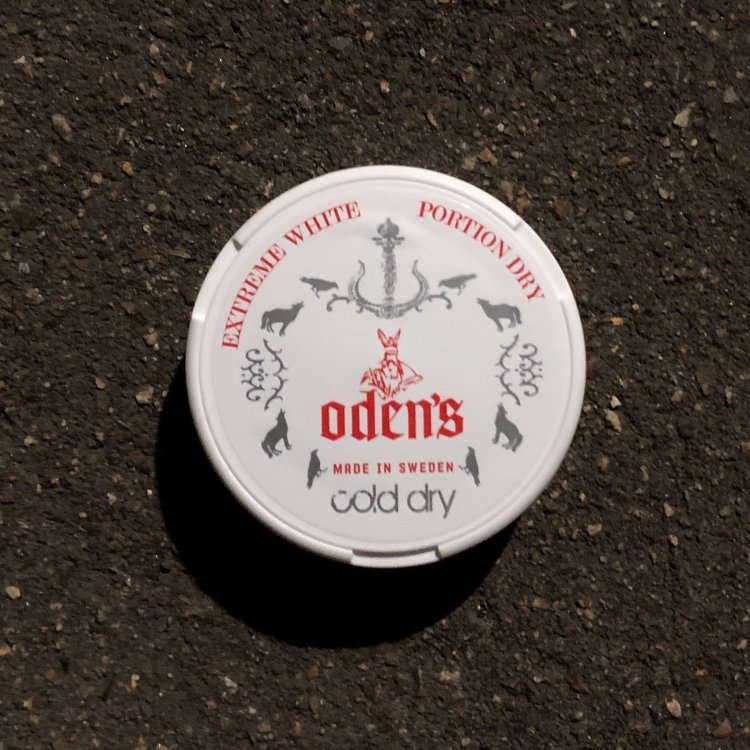 EXTREME WHITE PORTION DRY
oden's
MADE IN SWEDEN
cold dry